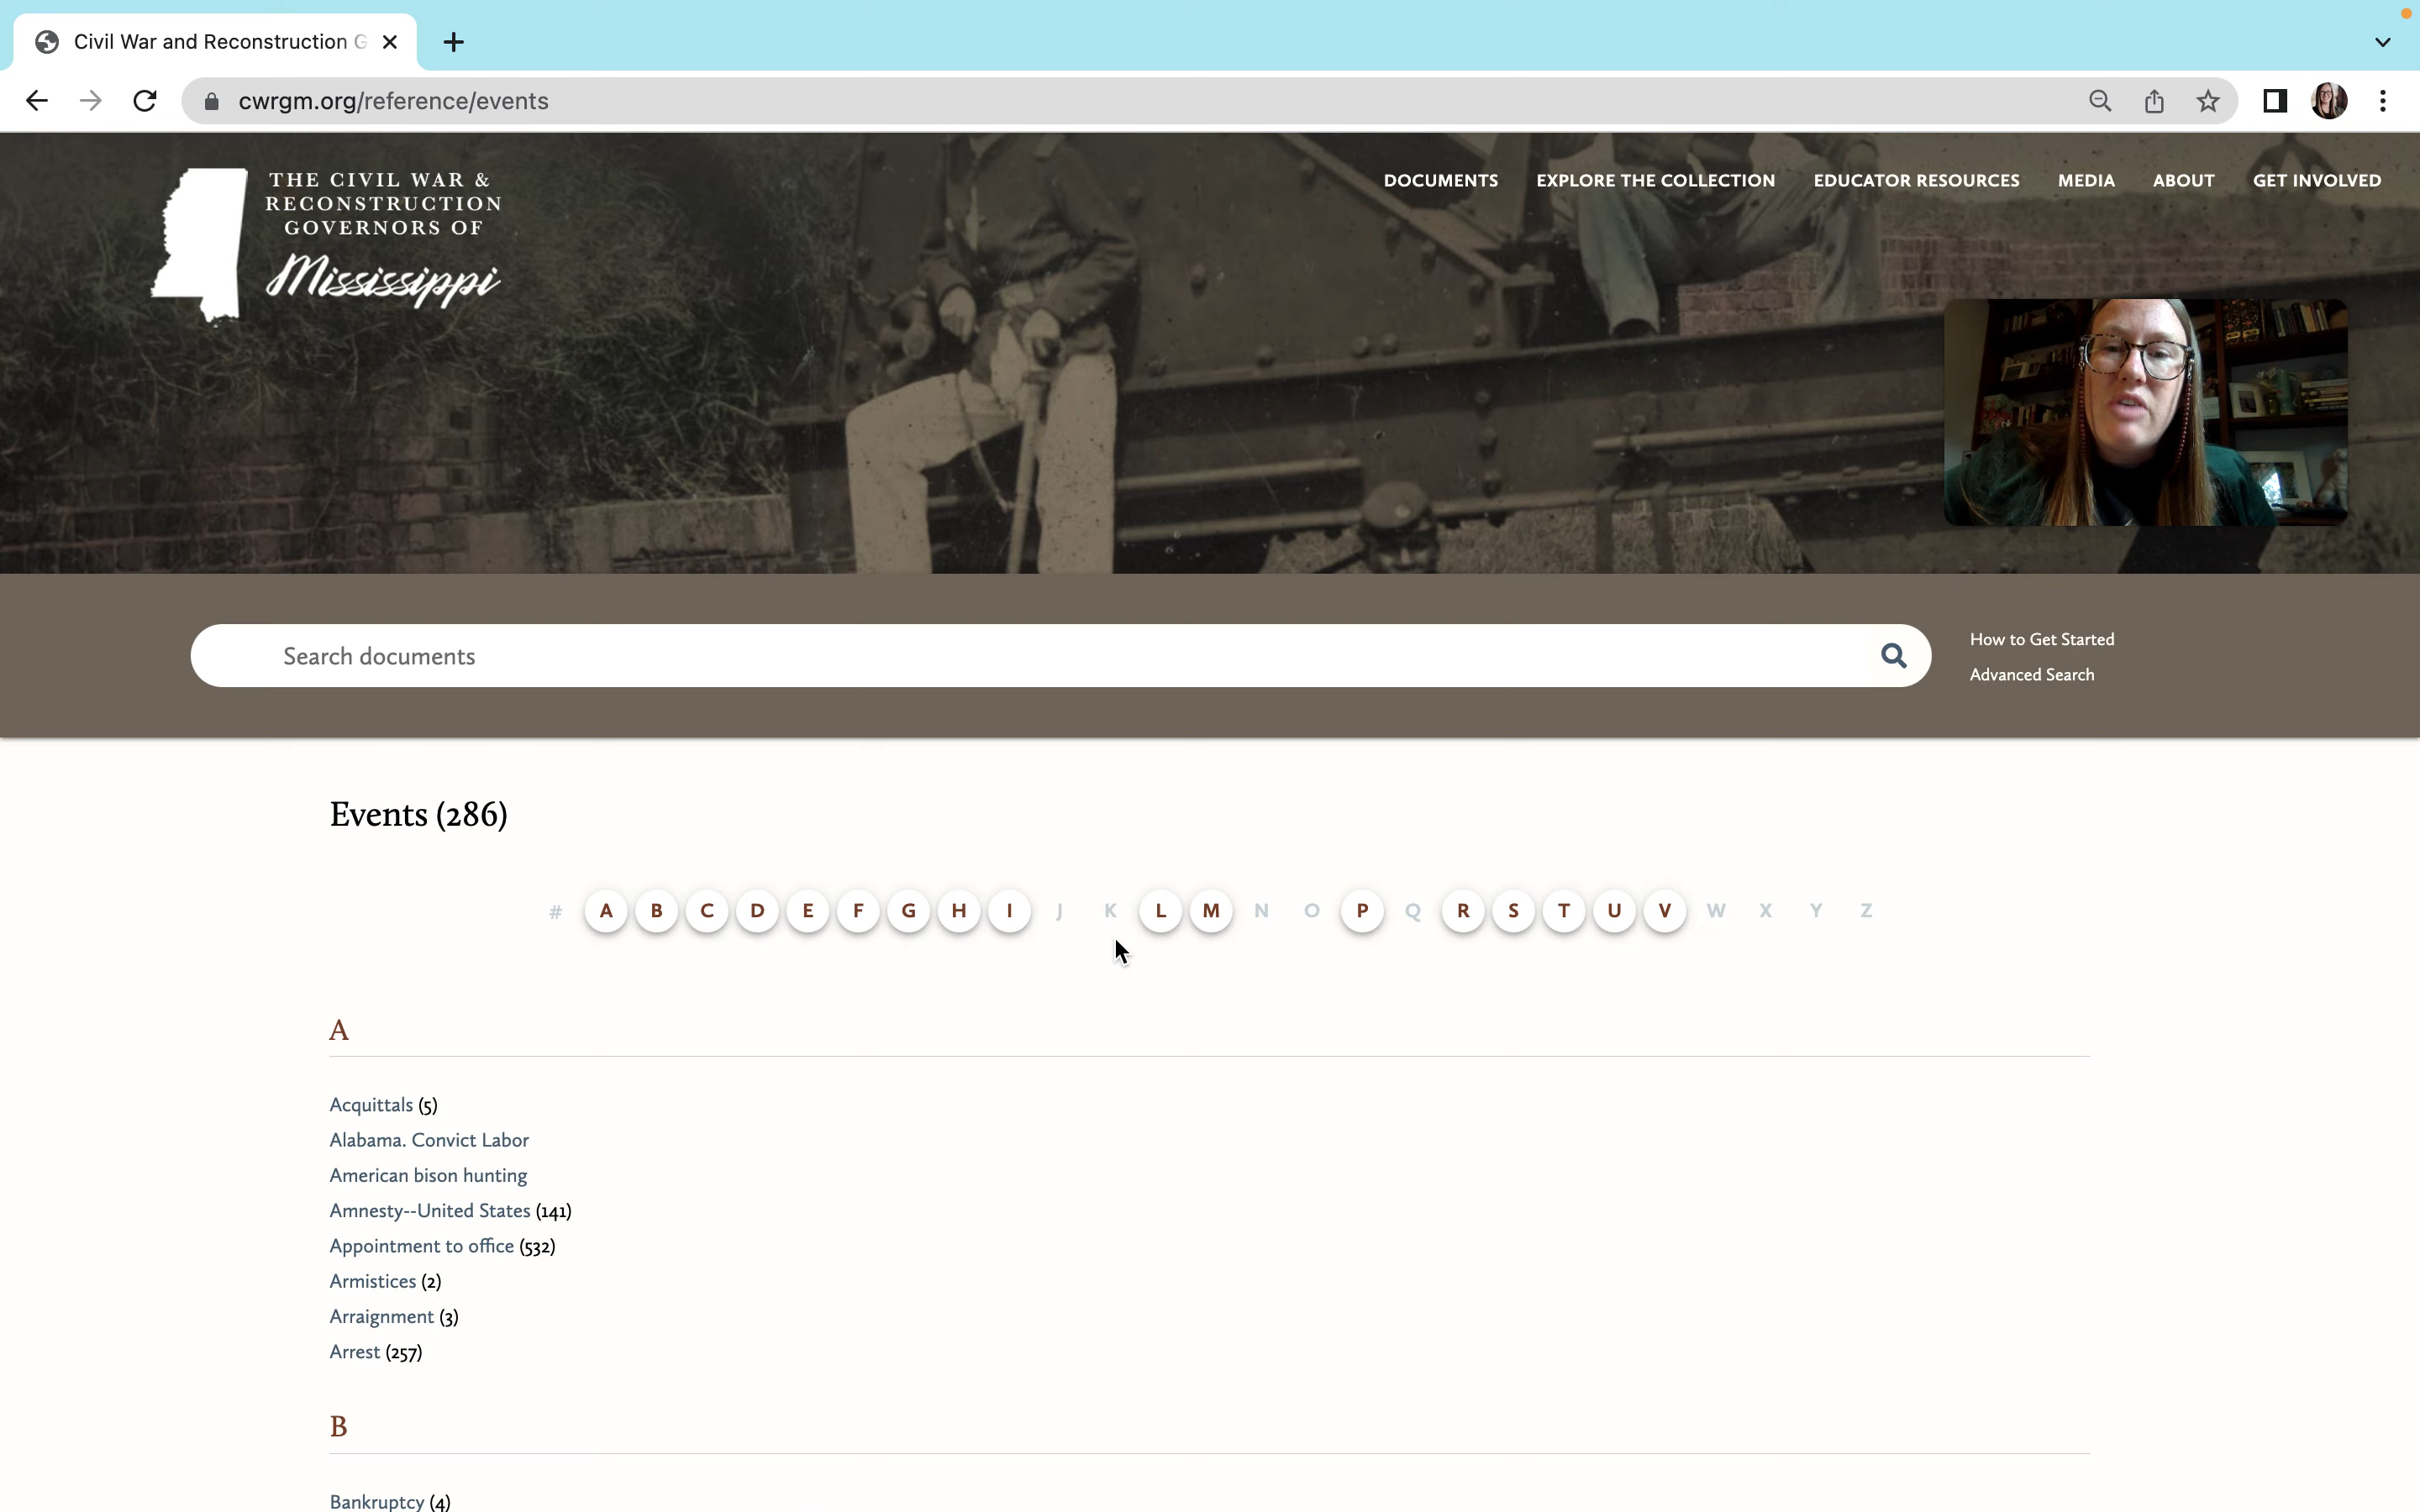 Civil War and Reconstruction G
cwrgm.org/reference/events
THE CIVIL WAR &
RECONSTRUCTION
GOVERNORS OF
Mississippi
DOCUMENTS EXPLORE THE COLLECTION EDUCATOR RESOURCES MEDIA ABOUT GET INVOLVED
Search documents
How to Get Started
Advanced Search
Events (286)
# A B C D E F G H I J K L M N O P Q R S T U V W X Y Z
A
Acquittals (5)
Alabama. Convict Labor
American bison hunting
Amnesty--United States (141)
Appointment to office (532)
Armistices (2)
Arraignment (3)
Arrest (257)
B
Bankruptcy (4)